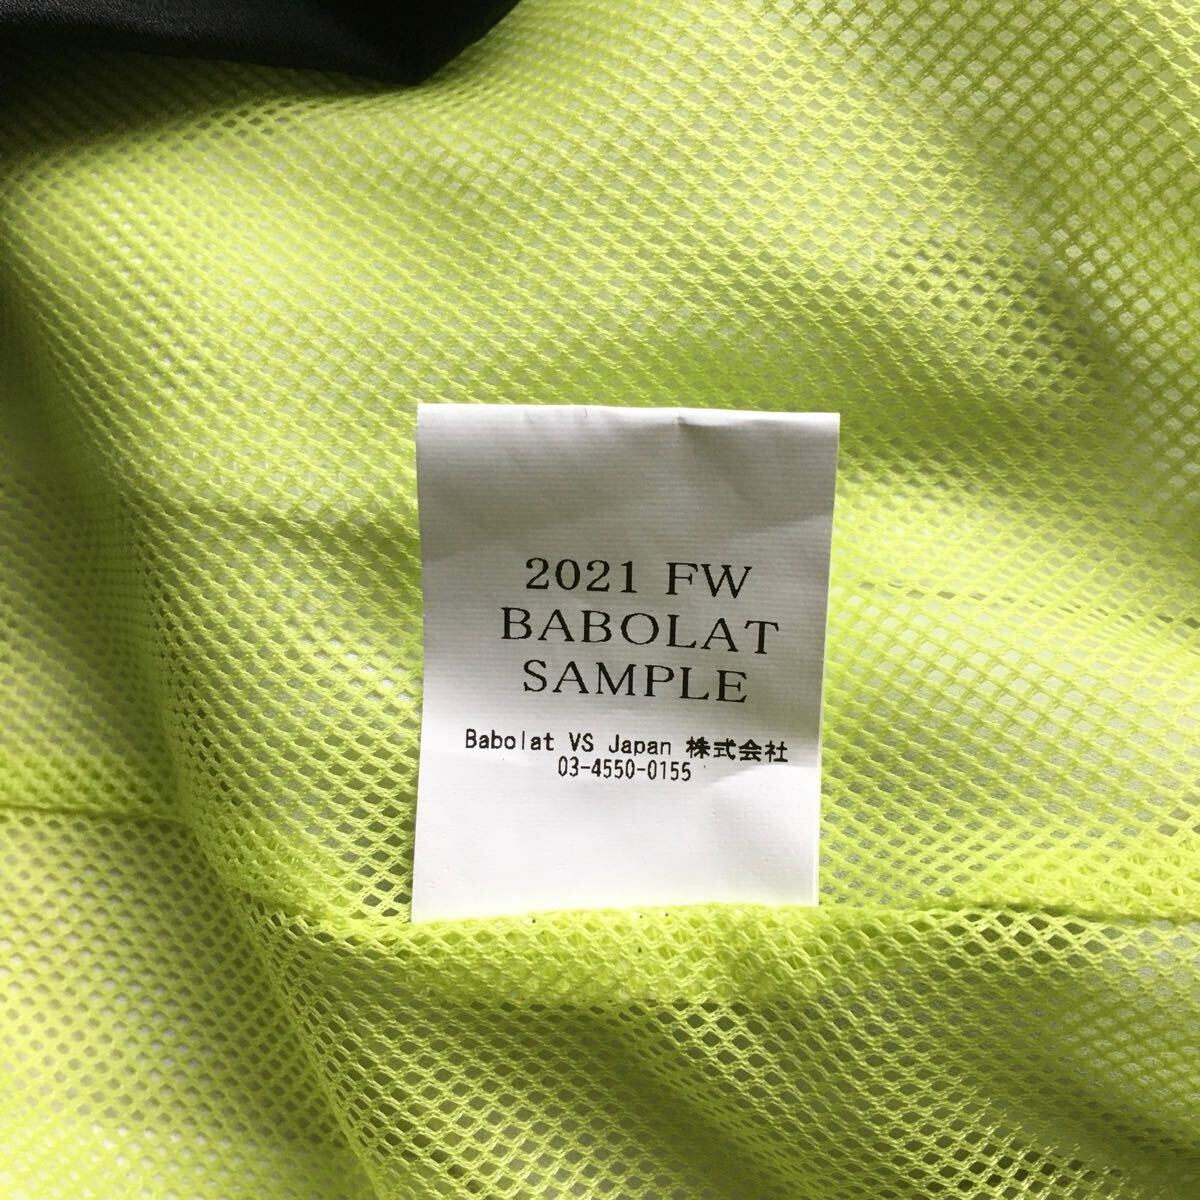 2021 FW
BABOLAT
SAMPLE
Babolat VS Japan 株式会社
03-4550-0155